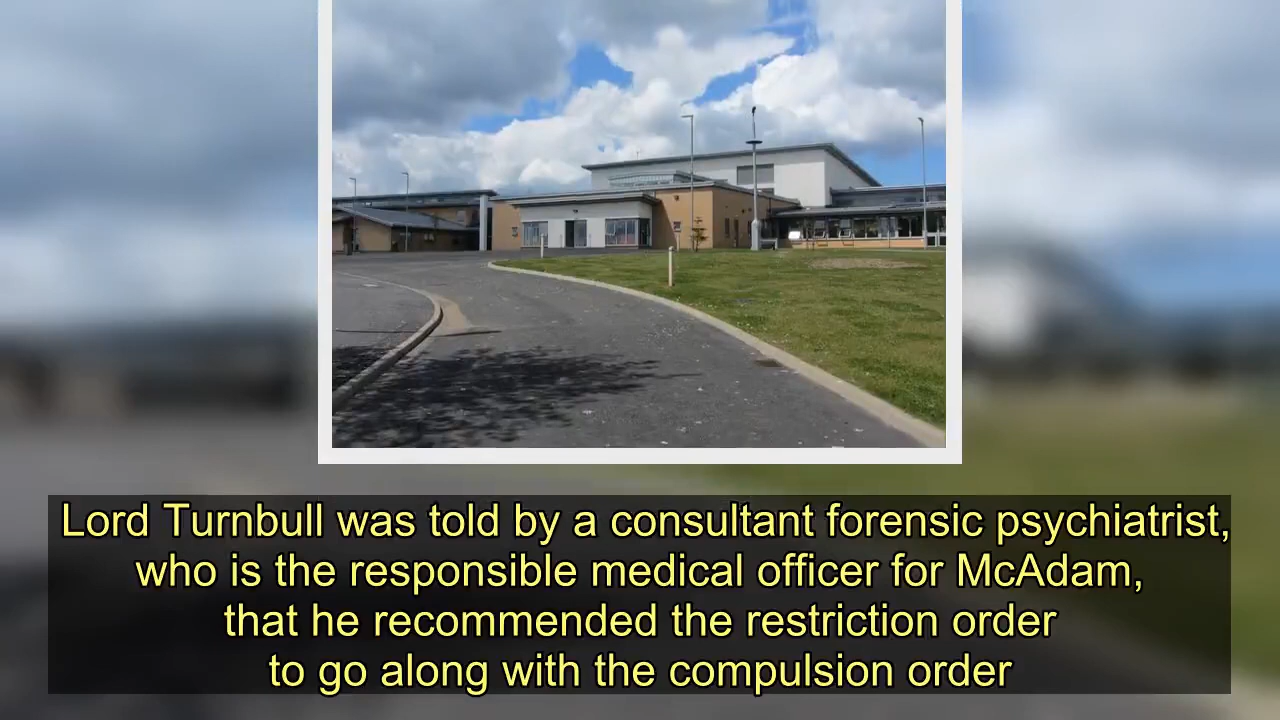 Lord Turnbull was told by a consultant forensic psychiatrist,
who is the responsible medical officer for McAdam,
that he recommended the restriction order
to go along with the compulsion order